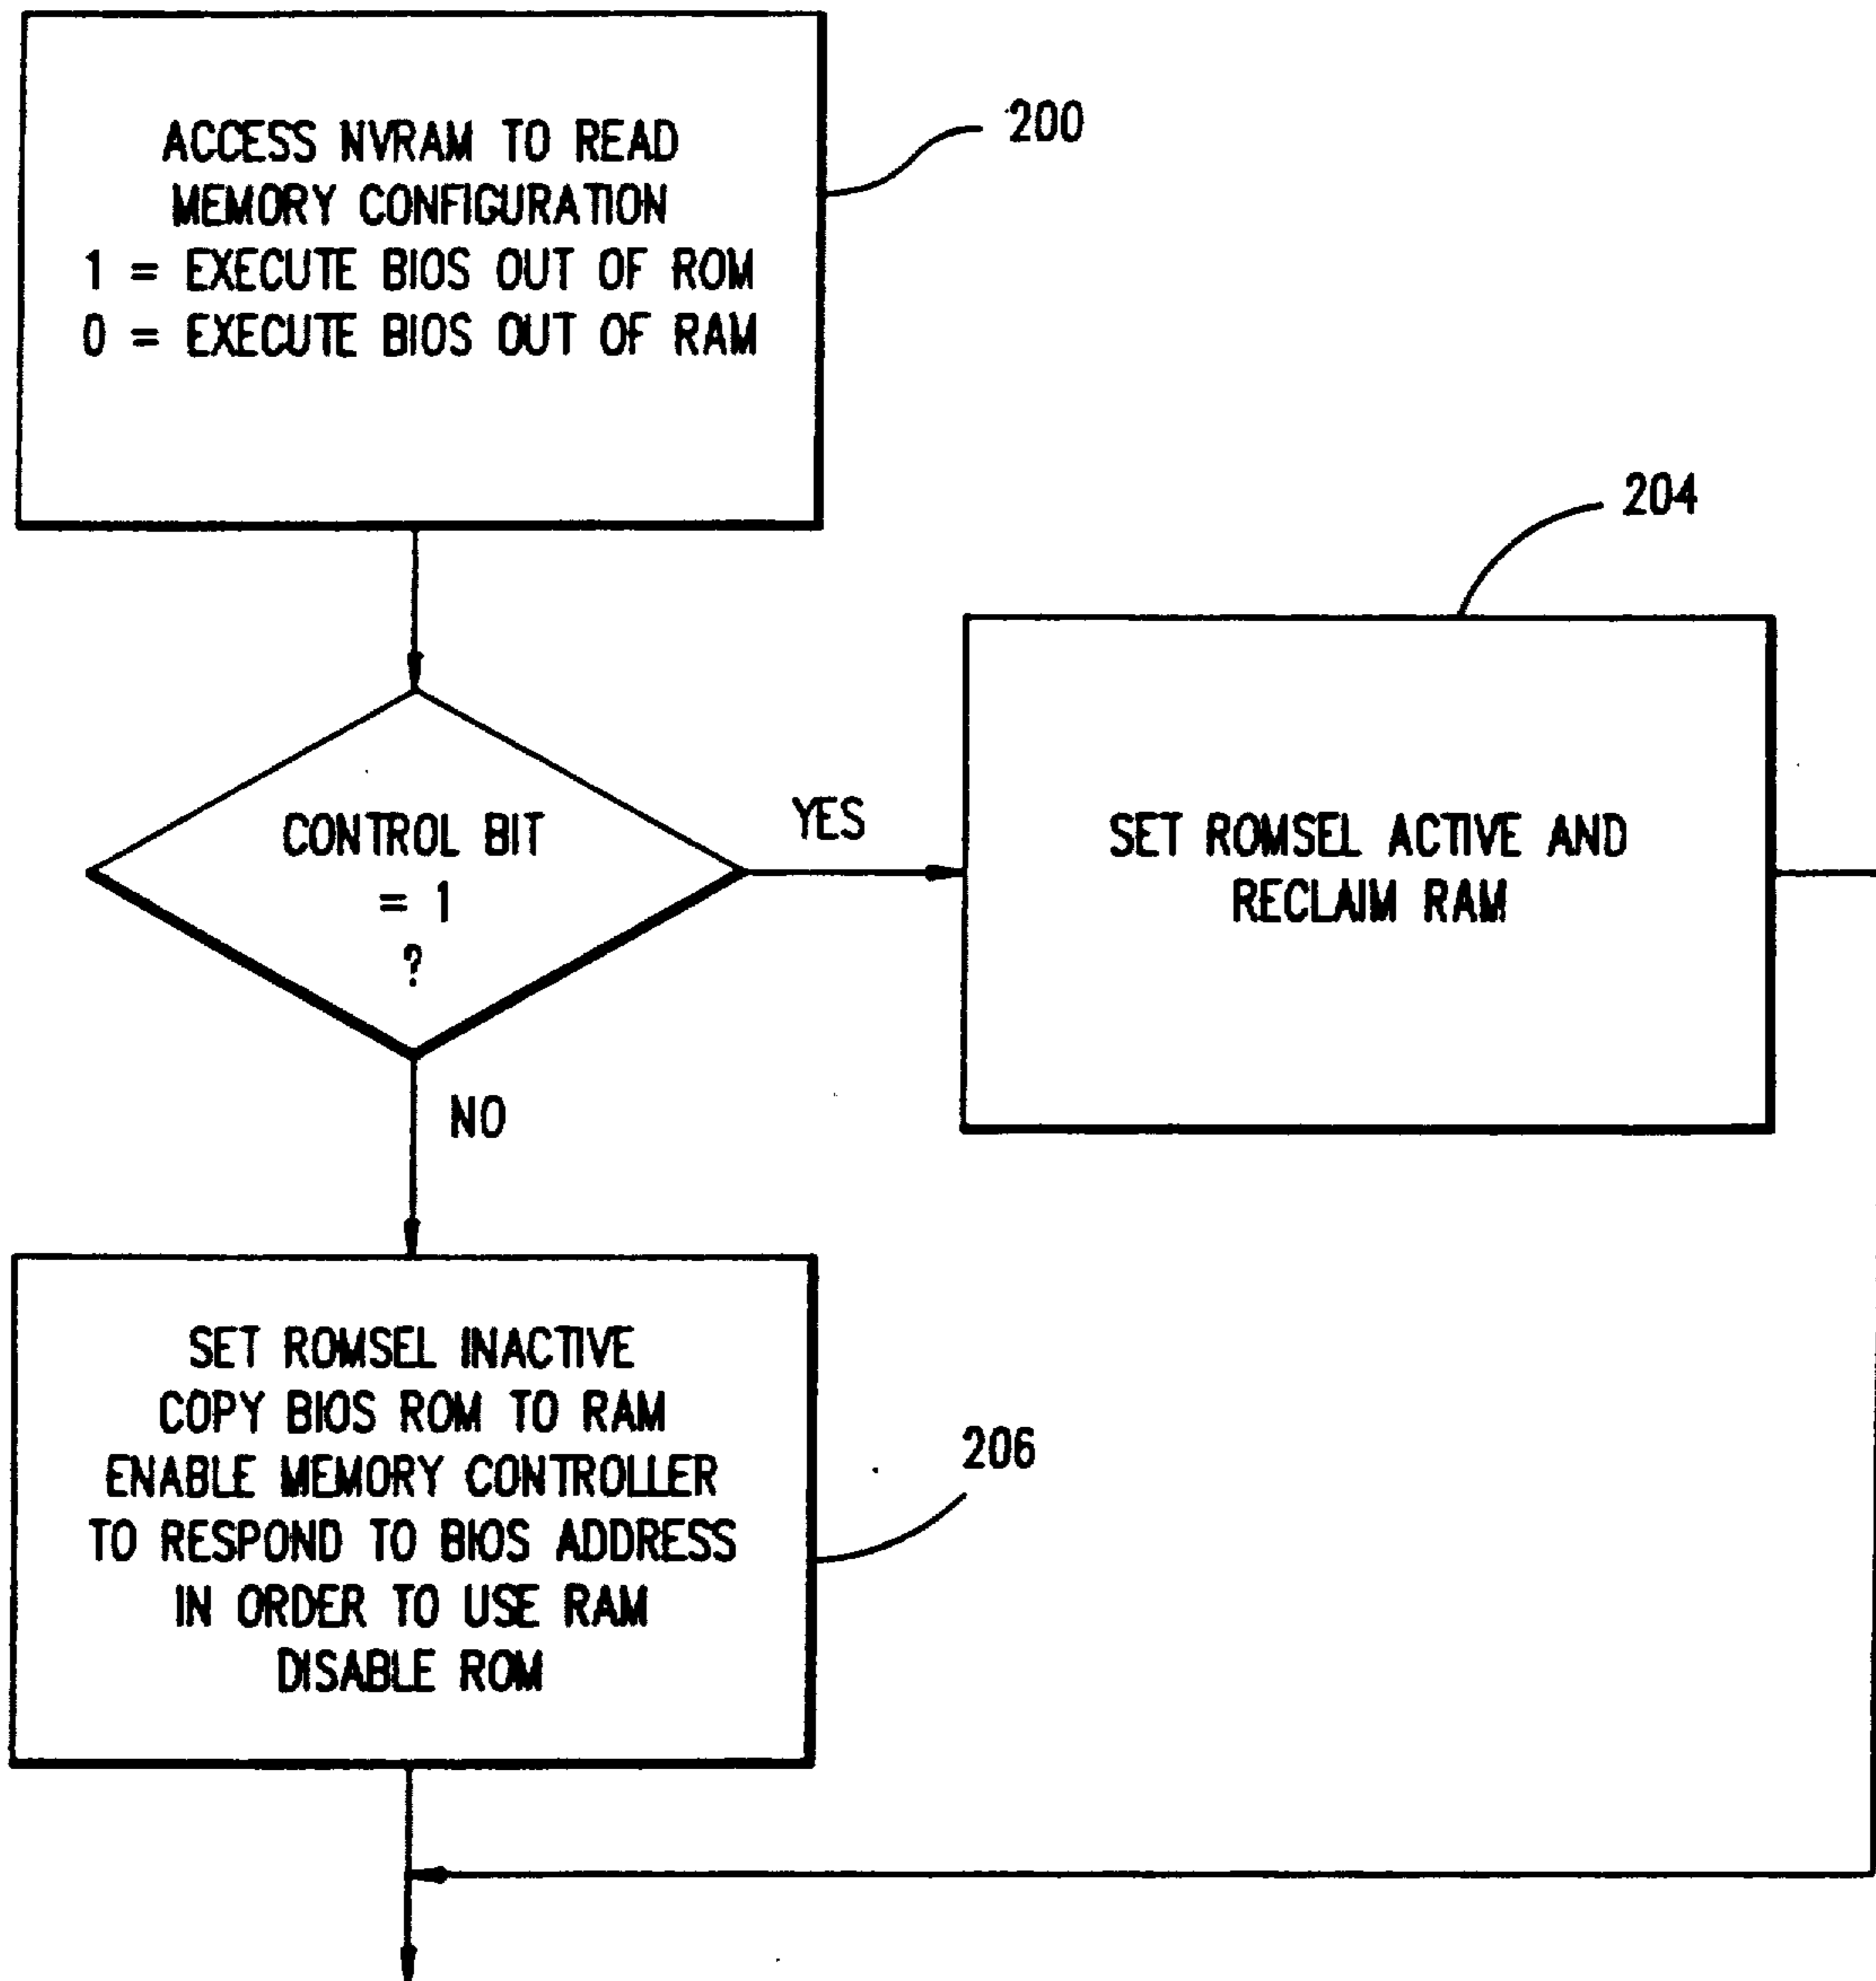 ACCESS NVRAM TO READ
MEMORY CONFIGURATION
1 = EXECUTE BIOS OUT OF ROM
0 = EXECUTE BIOS OUT OF RAM
200
204
CONTROL BIT
= 1
?
YES
SET ROMSEL ACTIVE AND
RECLAIM RAM
NO
SET ROMSEL INACTIVE
COPY BIOS ROM TO RAM
ENABLE MEMORY CONTROLLER
TO RESPOND TO BIOS ADDRESS
IN ORDER TO USE RAM
DISABLE ROM
206